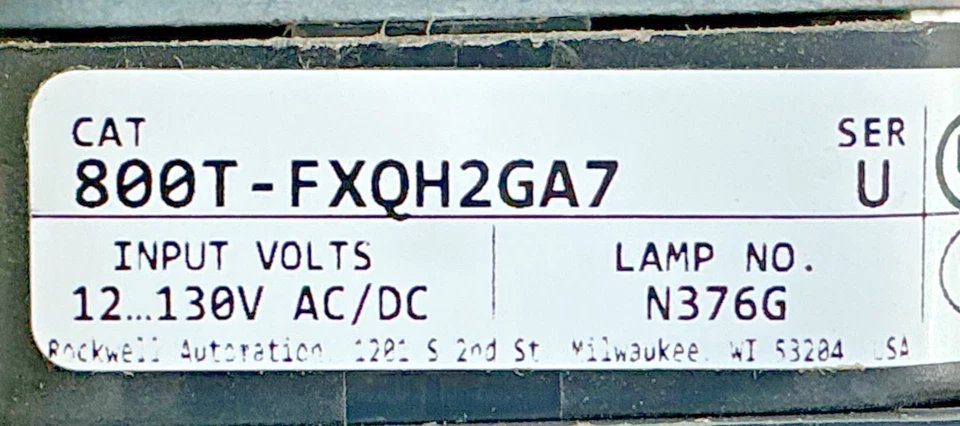 CAT SER
800T-FXQH2GA7 U
INPUT VOLTS LAMP NO.
12...130V AC/DC N376G
Rockwell Automation 1201 S 2nd St Milwaukee, WI 53204 USA